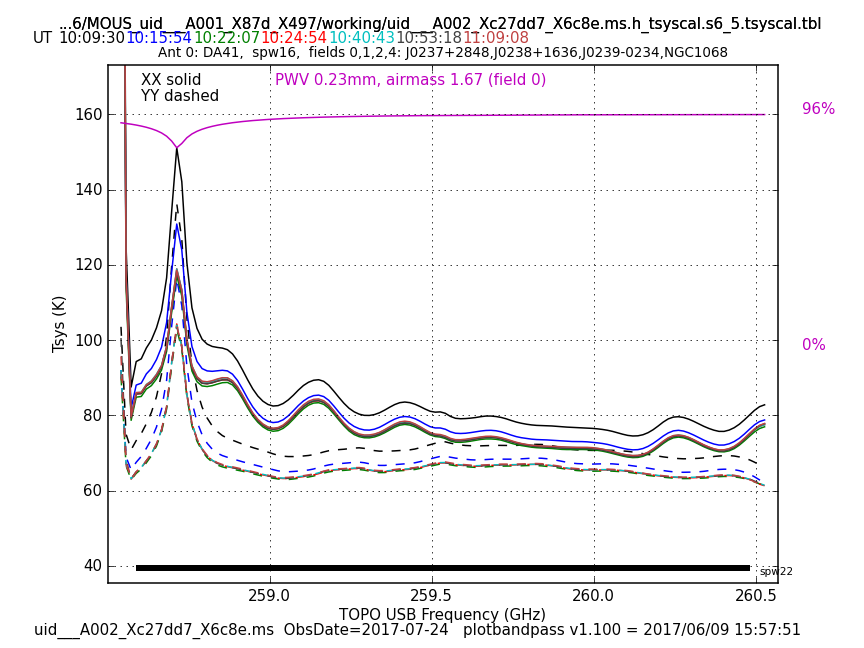 ...6/MOUS_uid___A001_X87d_X497/working/uid___A002_Xc27dd7_X6c8e.ms.h_tsyscal.s6_5.tsyscal.tbl
UT 10:09:30 10:15:54 10:22:07 10:24:54 10:40:43 10:53:18 11:09:08
Ant 0: DA41, spw16, fields 0,1,2,4: J0237+2848,J0238+1636,J0239-0234,NGC1068
XX solid
PWV 0.23mm, airmass 1.67 (field 0)
YY dashed
96%
160
140
120
100
80
60
40
Tsys (K)
0%
spw22
259.0 259.5 260.0 260.5
TOPO USB Frequency (GHz)
uid___A002_Xc27dd7_X6c8e.ms ObsDate=2017-07-24 plotbandpass v1.100 = 2017/06/09 15:57:51